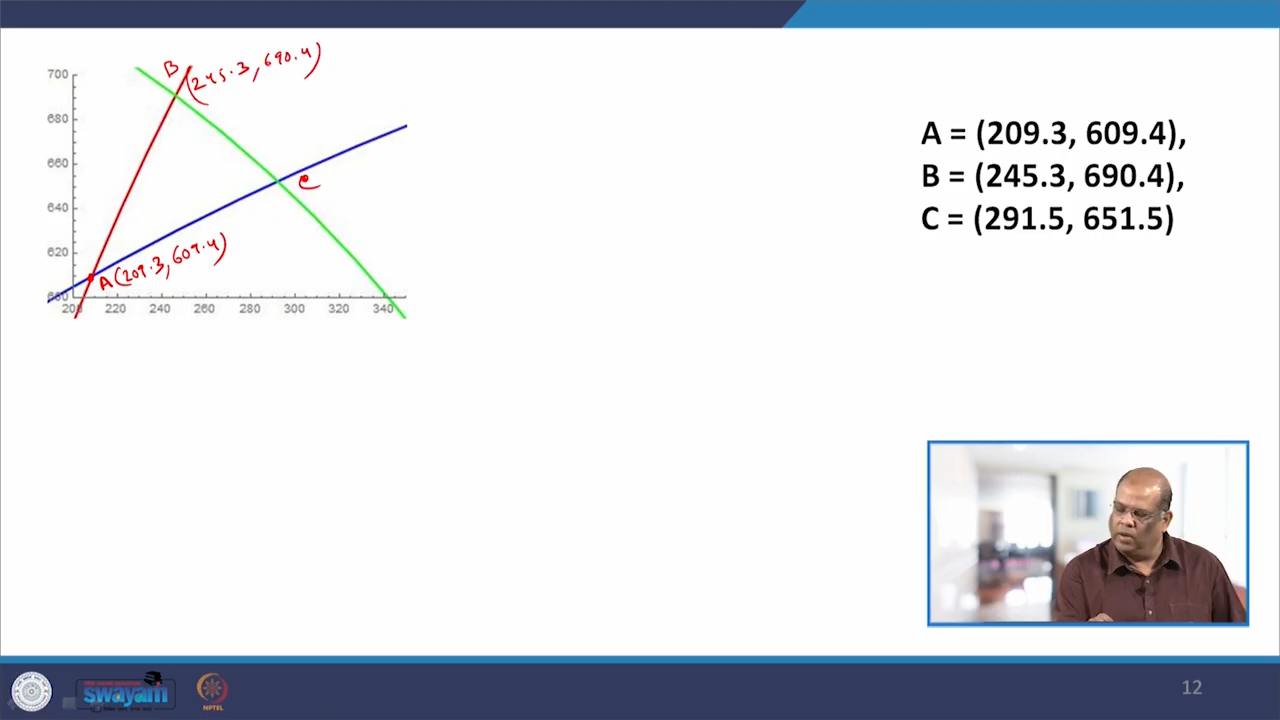 700
680
660
640
620
600
200 220 240 260 280 300 320 340
B (245.3, 690.4)
C
A (209.3, 609.4)
A = (209.3, 609.4),
B = (245.3, 690.4),
C = (291.5, 651.5)
swayam
NPTEL
12